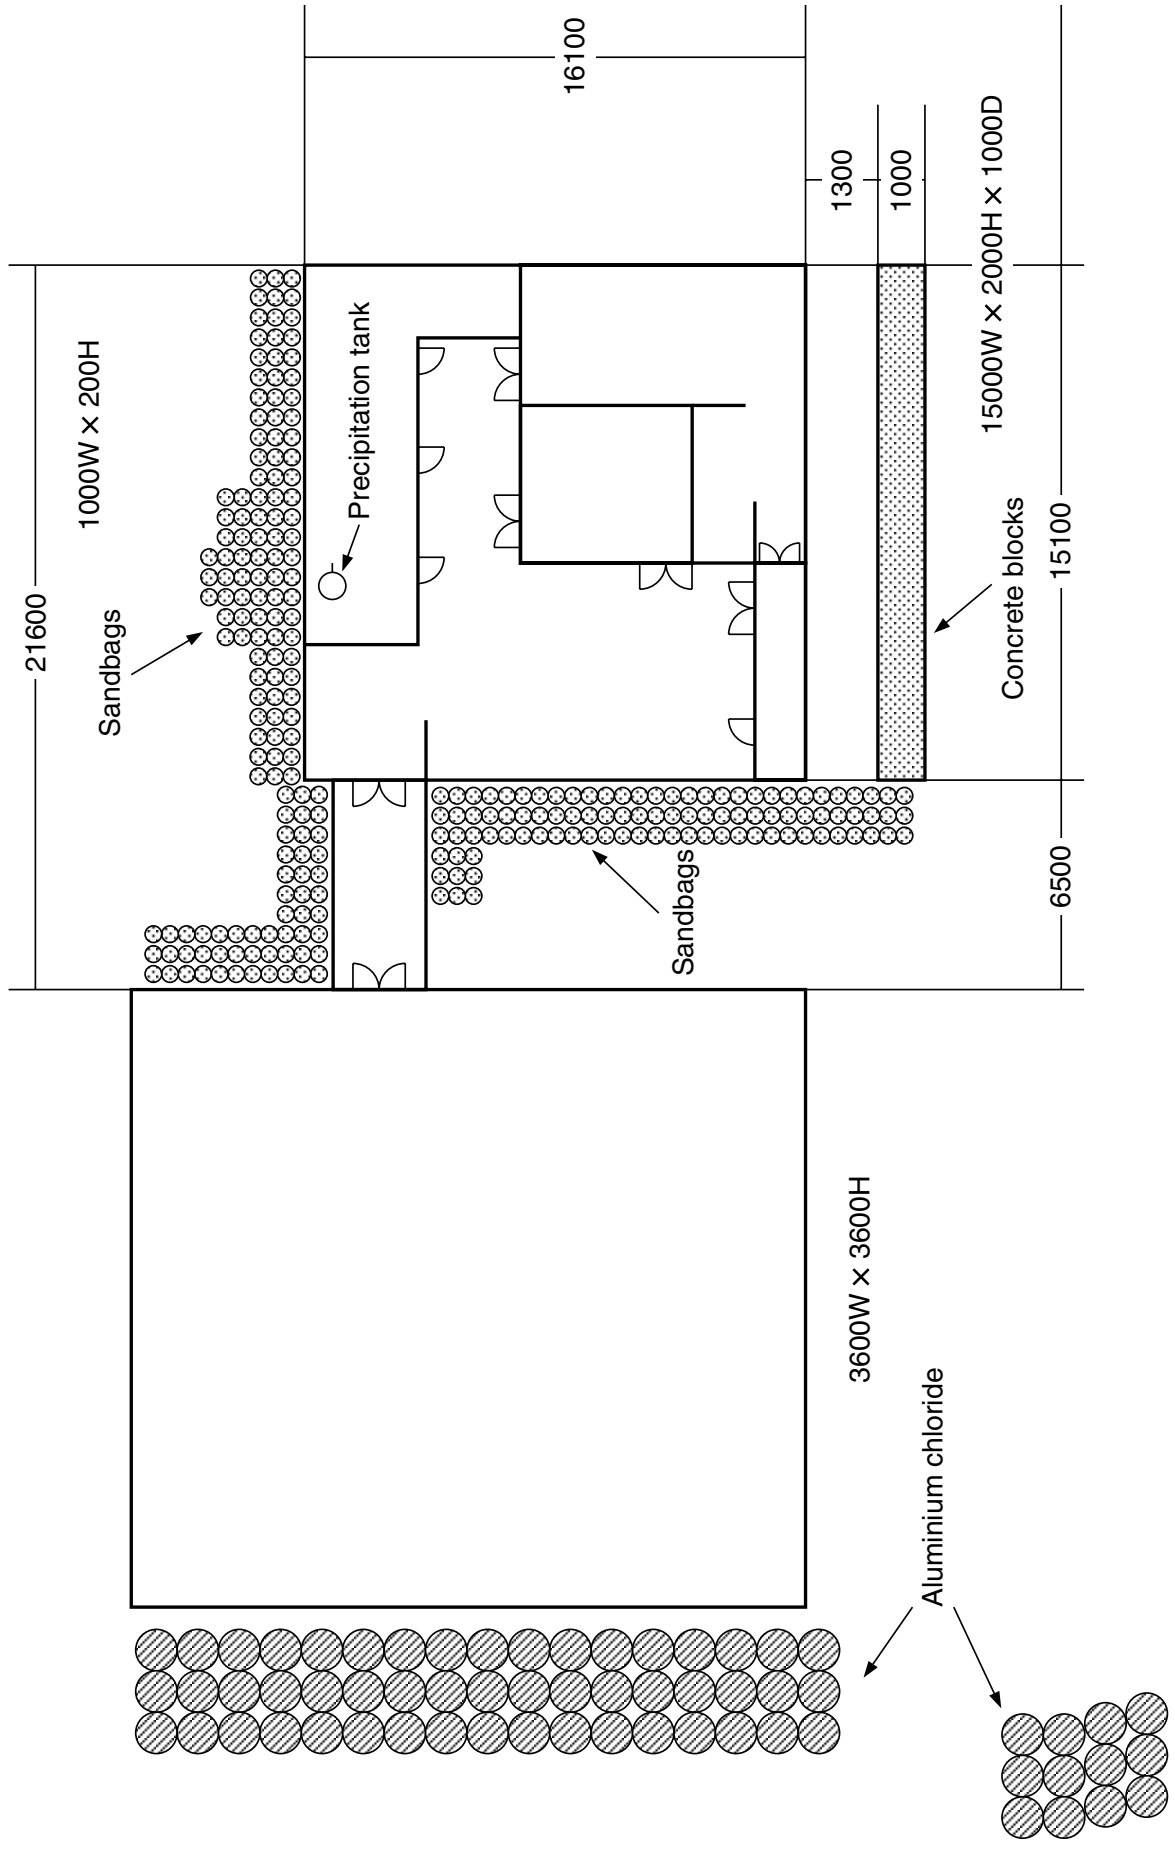 21600
Sandbags
1000W × 200H
Precipitation tank
16100
1300
1000
15000W × 2000H × 1000D
Concrete blocks
15100
6500
Sandbags
3600W × 3600H
Aluminium chloride